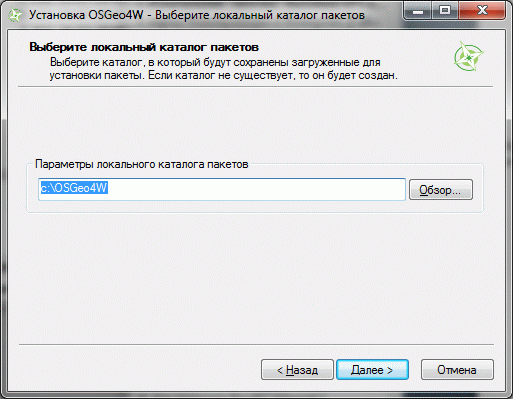 Установка OSGeo4W - Выберите локальный каталог пакетов
Выберите локальный каталог пакетов
Выберите каталог, в который будут сохранены загруженные для
установки пакеты. Если каталог не существует, то он будет создан.
Параметры локального каталога пакетов
c:\OSGeo4W
Обзор...
< Назад
Далее >
Отмена